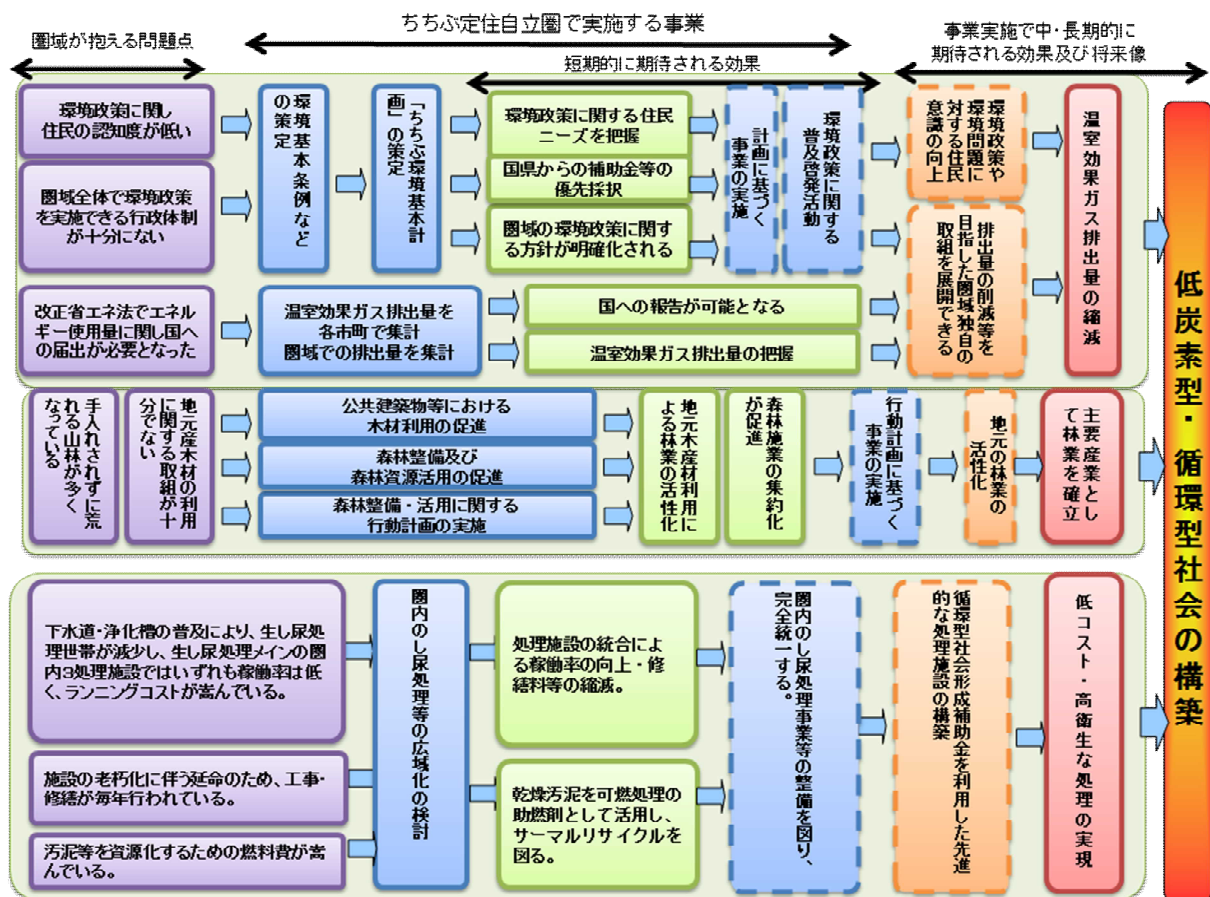 圏域が抱える問題点
ちちぶ定住自立圏で実施する事業
短期的に期待される効果
事業実施で中・長期的に
期待される効果及び将来像
環境政策に関し
住民の認知度が低い
圏域全体で環境政策
を実施できる行政体制
が十分にない
環境基本条例など
の策定
「ちちぶ環境基本計
画」の策定
環境政策に関する住民
ニーズを把握
国県からの補助金等の
優先採択
圏域の環境政策に関す
る方針が明確化される
計画に基づく
事業の実施
環境政策に関する
普及啓発活動
環境政策や
環境問題に
対する住民
意識の向上
排出量の削減等を
目指した圏域独自の
取組を展開できる
温室効果ガス排出量の縮減
改正省エネ法でエネル
ギー使用量に関し国へ
の届出が必要となった
温室効果ガス排出量を
各市町で集計
圏域での排出量を集計
国への報告が可能となる
温室効果ガス排出量の把握
手入れされずに荒
れる山林が多く
なっている
地元産木材の利用
に関する取組が十
分でない
公共建築物等における
木材利用の促進
森林整備及び
森林資源活用の促進
森林整備・活用に関する
行動計画の実施
地元木産材利用に
よる林業の活性化
森林施業の集約化
が促進
行動計画に基づく
事業の実施
地元の林業の
活性化
主要産業とし
て林業を確立
下水道・浄化槽の普及により、生し尿処
理世帯が減少し、生し尿処理メインの圏
内3処理施設ではいずれも稼働率は低
く、ランニングコストが嵩んでいる。
施設の老朽化に伴う延命のため、工事・
修繕が毎年行われている。
汚泥等を資源化するための燃料費が嵩
んでいる。
圏内のし尿処理等の広域化の検討
処理施設の統合によ
る稼働率の向上・修
繕料等の縮減。
乾燥汚泥を可燃処理の
助燃剤として活用し、
サーマルリサイクルを
図る。
圏内のし尿処理事業等の整備を図り、
完全統一する。
循環型社会形成補助金を利用した先進
的な処理施設の構築
低コスト・高衛生な処理の実現
低炭素型・循環型社会の構築